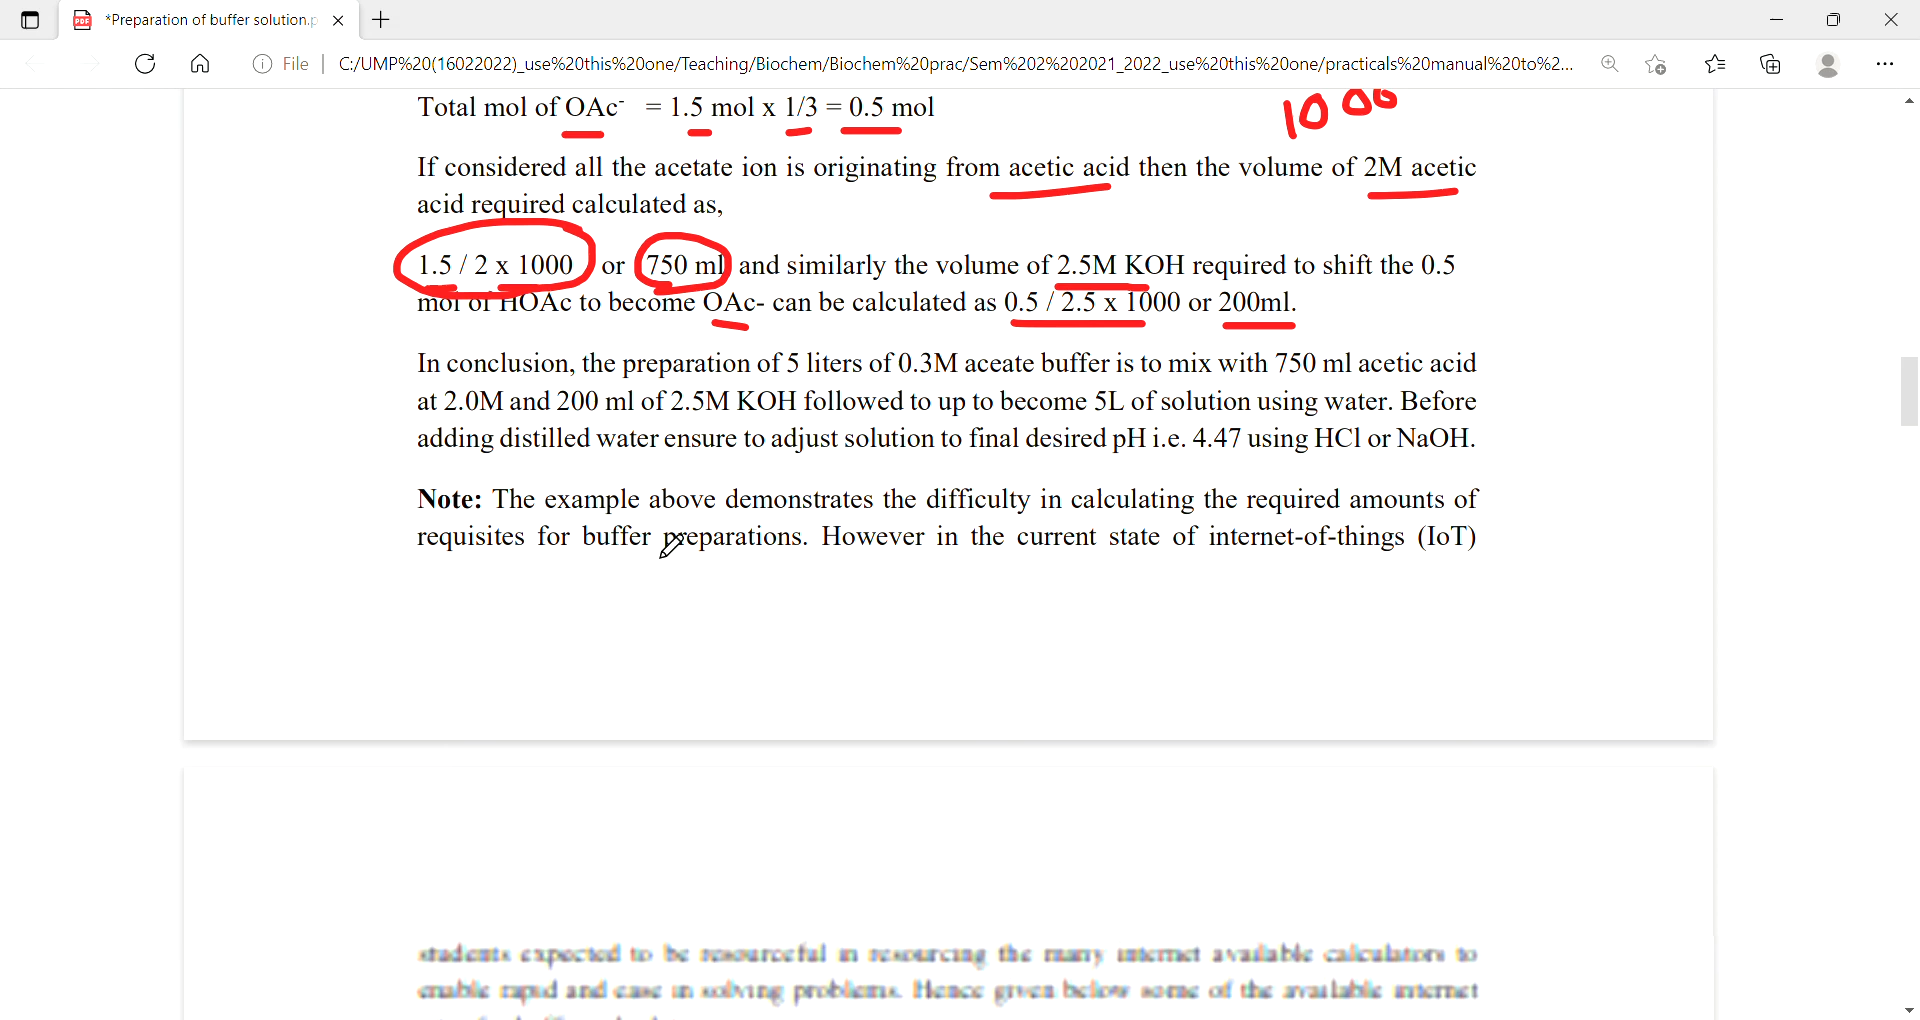 *Preparation of buffer solution.p
File
C:/UMP%20(16022022)_use%20this%20one/Teaching/Biochem/Biochem%20prac/Sem%202%202021_2022_use%20this%20one/practicals%20manual%20to%2...
Total mol of OAc- = 1.5 mol x 1/3 = 0.5 mol
1000
If considered all the acetate ion is originating from acetic acid then the volume of 2M acetic
acid required calculated as,
1.5 / 2 x 1000 or 750 ml and similarly the volume of 2.5M KOH required to shift the 0.5
mol of HOAc to become OAc- can be calculated as 0.5 / 2.5 x 1000 or 200ml.
In conclusion, the preparation of 5 liters of 0.3M aceate buffer is to mix with 750 ml acetic acid
at 2.0M and 200 ml of 2.5M KOH followed to up to become 5L of solution using water. Before
adding distilled water ensure to adjust solution to final desired pH i.e. 4.47 using HCl or NaOH.
Note: The example above demonstrates the difficulty in calculating the required amounts of
requisites for buffer preparations. However in the current state of internet-of-things (IoT)
students expected to be resourceful in resourcing the many internet available calculators to
enable rapid and ease in solving problems. Hence given below some of the available internet